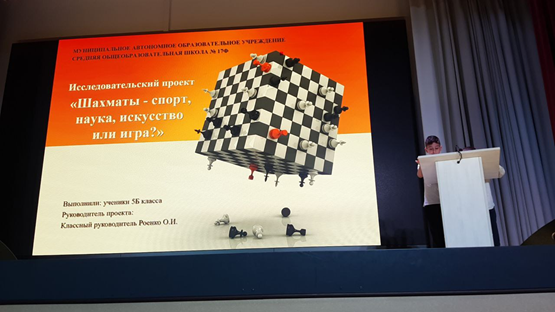 МУНИЦИПАЛЬНОЕ АВТОНОМНОЕ ОБРАЗОВАТЕЛЬНОЕ УЧРЕЖДЕНИЕ
СРЕДНЯЯ ОБЩЕОБРАЗОВАТЕЛЬНАЯ ШКОЛА № 17Ф
Исследовательский проект
«Шахматы - спорт,
наука, искусство
или игра?»
Выполнили: ученики 5Б класса
Руководитель проекта:
Классный руководитель Роенко О.И.